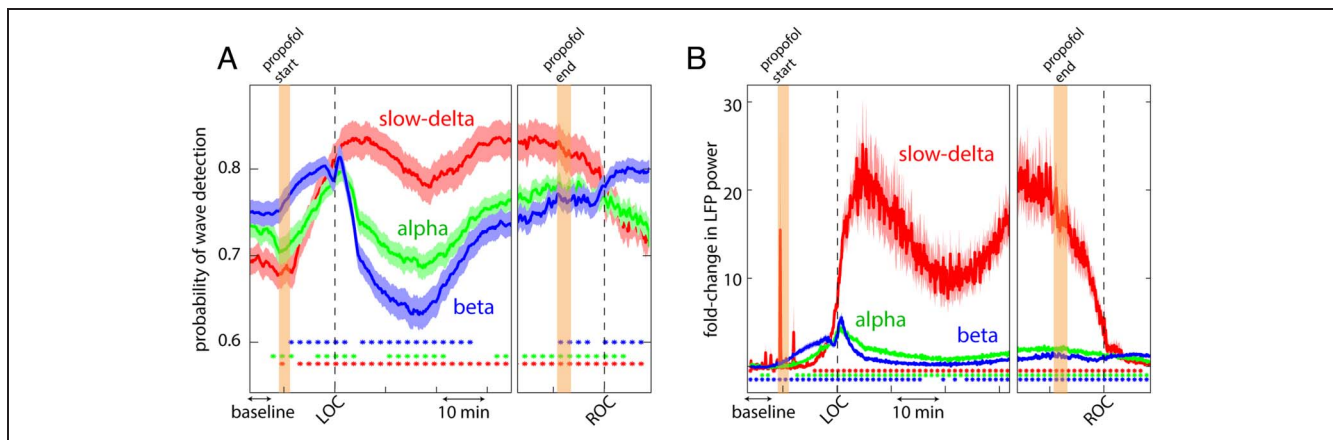 A
propofol
start
propofol
end
slow-delta
alpha
beta
probability of wave detection
0.8
0.7
0.6
baseline
LOC
10 min
ROC
B
propofol
start
propofol
end
slow-delta
alpha
beta
fold-change in LFP power
30
20
10
0
baseline
LOC
10 min
ROC